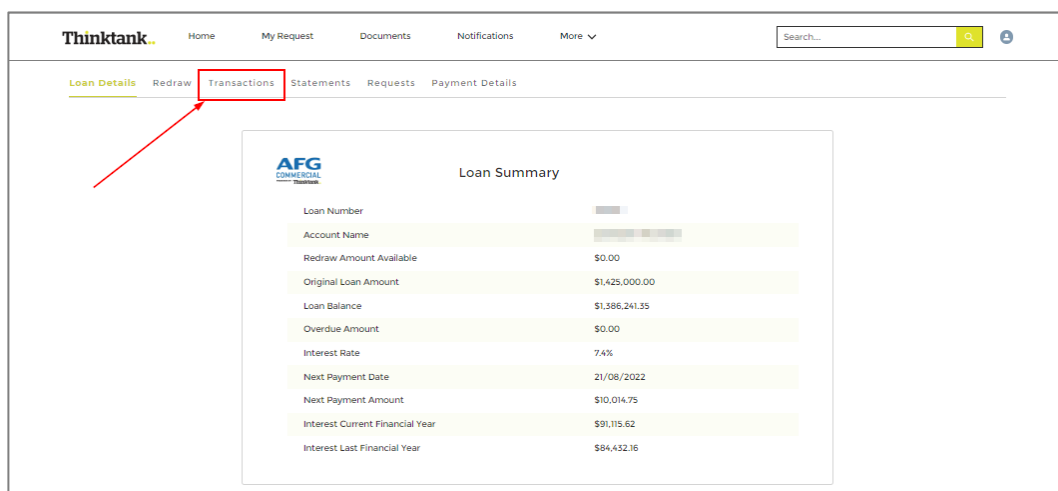 Thinktank.. Home My Request Documents Notifications More Search...
Loan Details Redraw Transactions Statements Requests Payment Details
AFG
COMMERCIAL
Thinktank
Loan Summary
Loan Number
Account Name
Redraw Amount Available $0.00
Original Loan Amount $1,425,000.00
Loan Balance $1,386,241.35
Overdue Amount $0.00
Interest Rate 7.4%
Next Payment Date 21/08/2022
Next Payment Amount $10,014.75
Interest Current Financial Year $91,115.62
Interest Last Financial Year $84,432.16